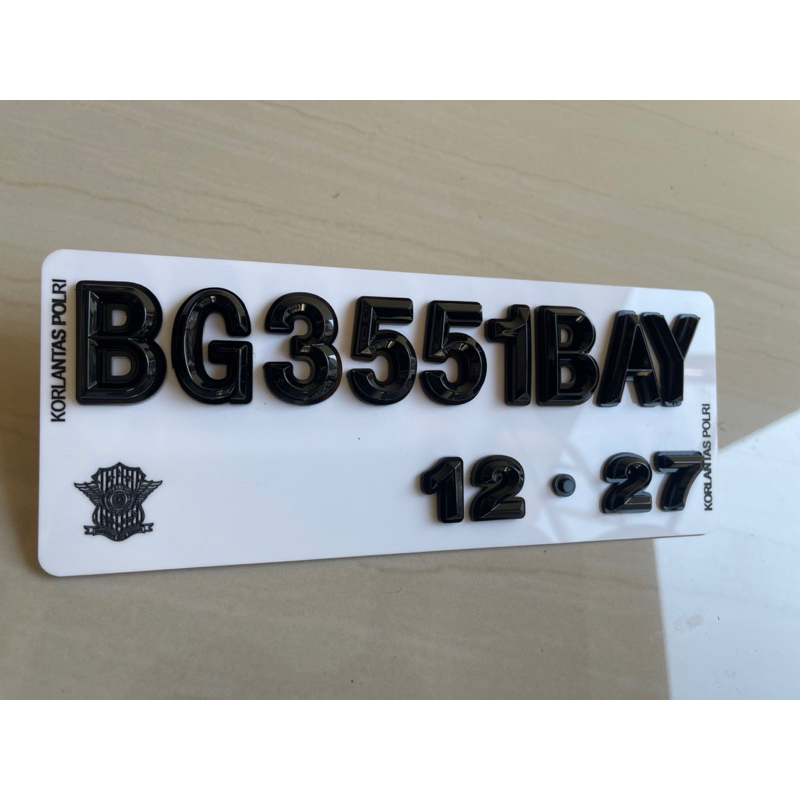 KORLANTAS POLRI
BG3551BAY
12 · 27
KORLANTAS POLRI